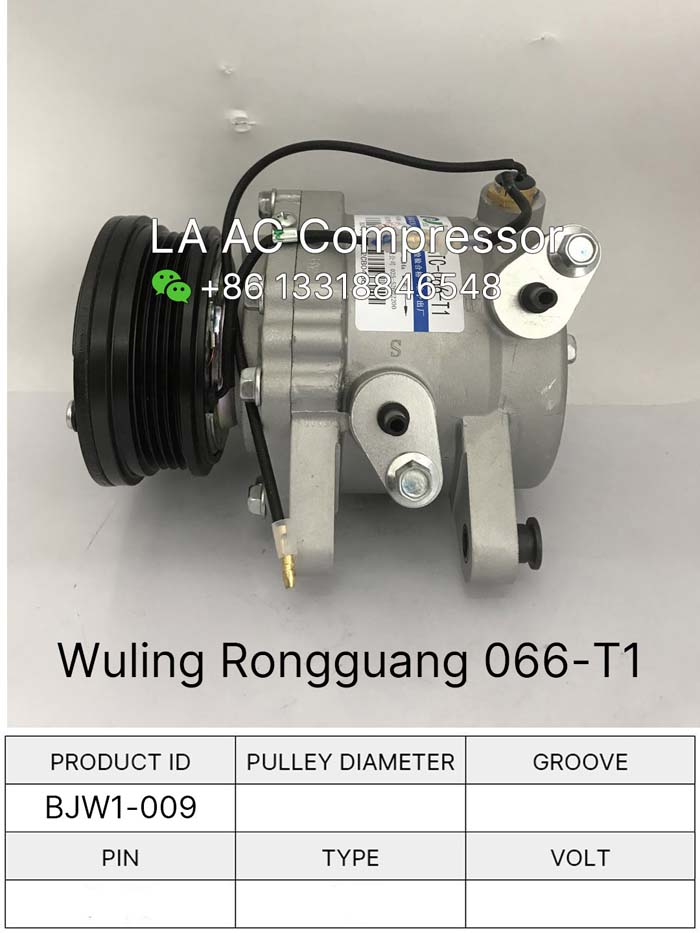 LA AC Compressor
+86 13318846548
S
Wuling Rongguang 066-T1
PRODUCT ID PULLEY DIAMETER GROOVE
BJW1-009
PIN TYPE VOLT